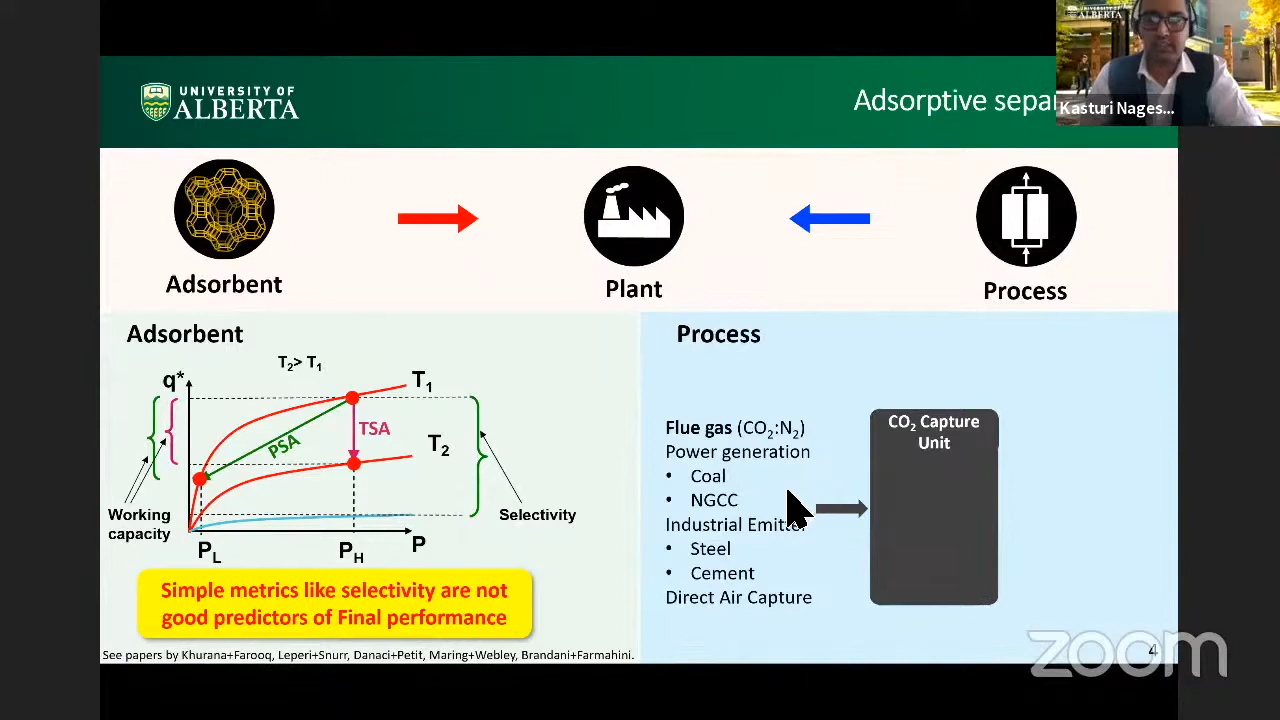 UNIVERSITY OF
ALBERTA
Adsorptive sepa
UNIVERSITY OF
ALBERTA
Kasturi Nages...
Adsorbent
Plant
Process
Adsorbent
T₂> T₁
q*
T₁
PSA
TSA
T₂
Working
capacity
Selectivity
P_L
P_H
P
Simple metrics like selectivity are not
good predictors of Final performance
See papers by Khurana+Farooq, Leperi+Snurr, Danaci+Petit, Maring+Webley, Brandani+Farmahini.
Process
Flue gas (CO₂:N₂)
Power generation
• Coal
• NGCC
Industrial Emitter
• Steel
• Cement
Direct Air Capture
CO₂ Capture
Unit
4
zoom